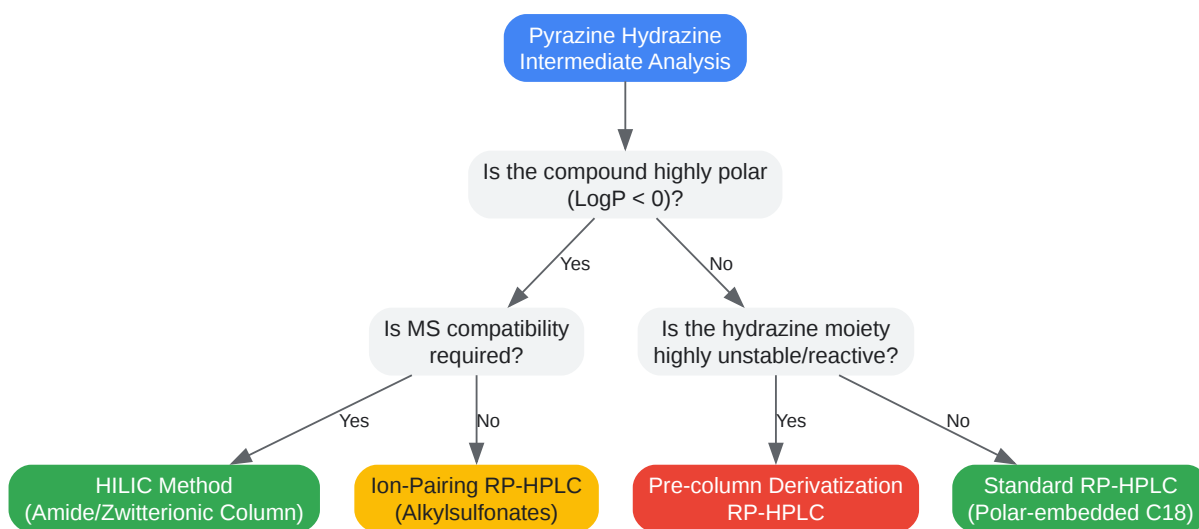 Pyrazine Hydrazine
Intermediate Analysis
Is the compound highly polar
(LogP < 0)?
Yes
No
Is MS compatibility
required?
Is the hydrazine moiety
highly unstable/reactive?
Yes
No
Yes
No
HILIC Method
(Amide/Zwitterionic Column)
Ion-Pairing RP-HPLC
(Alkylsulfonates)
Pre-column Derivatization
RP-HPLC
Standard RP-HPLC
(Polar-embedded C18)